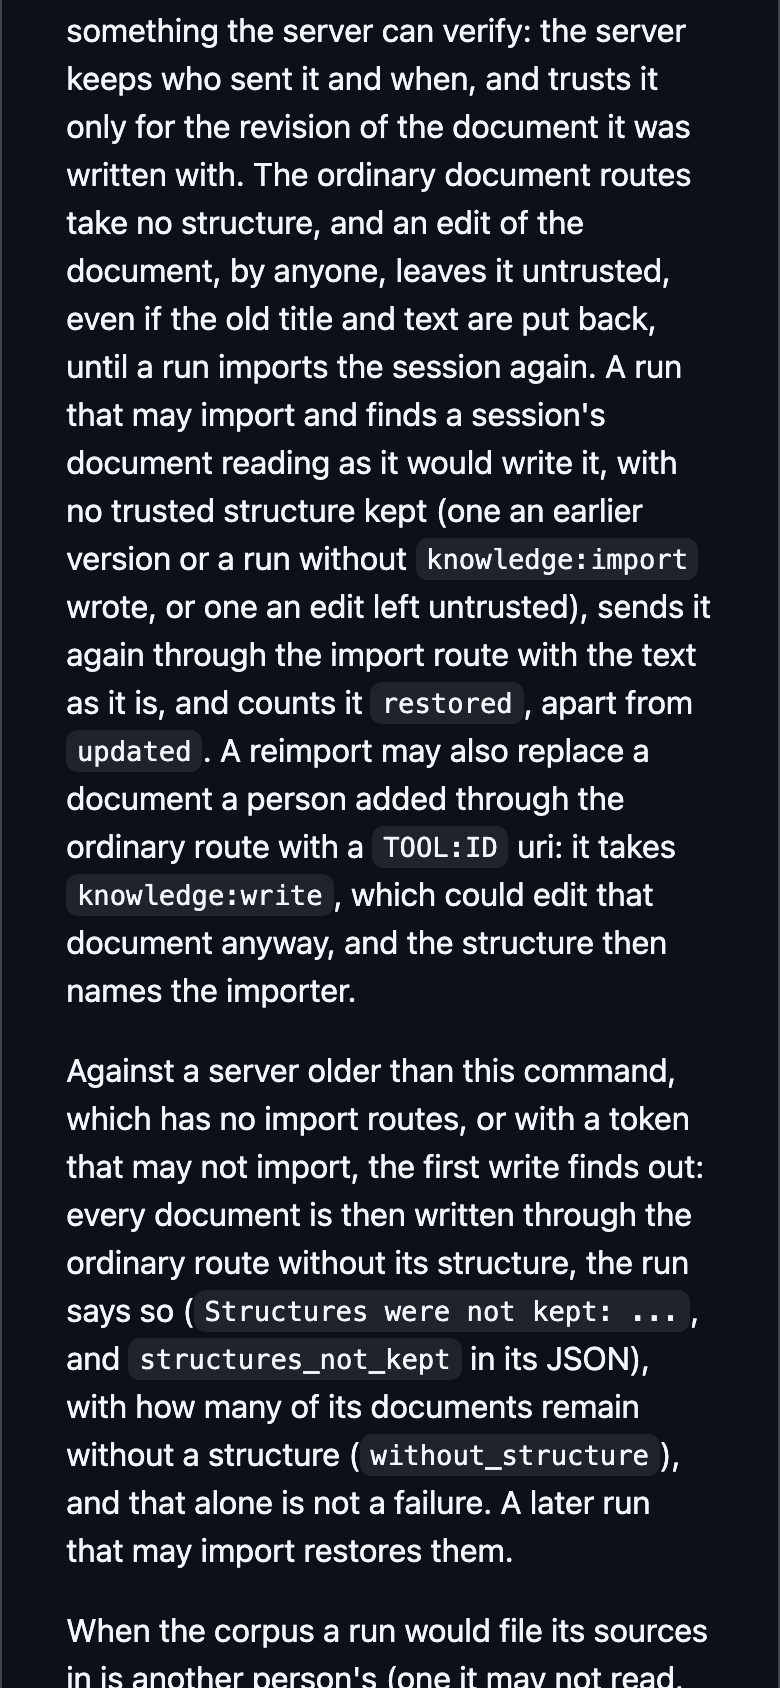 something the server can verify: the server
keeps who sent it and when, and trusts it
only for the revision of the document it was
written with. The ordinary document routes
take no structure, and an edit of the
document, by anyone, leaves it untrusted,
even if the old title and text are put back,
until a run imports the session again. A run
that may import and finds a session's
document reading as it would write it, with
no trusted structure kept (one an earlier
version or a run without knowledge:import
wrote, or one an edit left untrusted), sends it
again through the import route with the text
as it is, and counts it restored, apart from
updated. A reimport may also replace a
document a person added through the
ordinary route with a TOOL:ID uri: it takes
knowledge:write, which could edit that
document anyway, and the structure then
names the importer.
Against a server older than this command,
which has no import routes, or with a token
that may not import, the first write finds out:
every document is then written through the
ordinary route without its structure, the run
says so (Structures were not kept: ...,
and structures_not_kept in its JSON),
with how many of its documents remain
without a structure (without_structure),
and that alone is not a failure. A later run
that may import restores them.
When the corpus a run would file its sources
in is another person's (one it may not read,